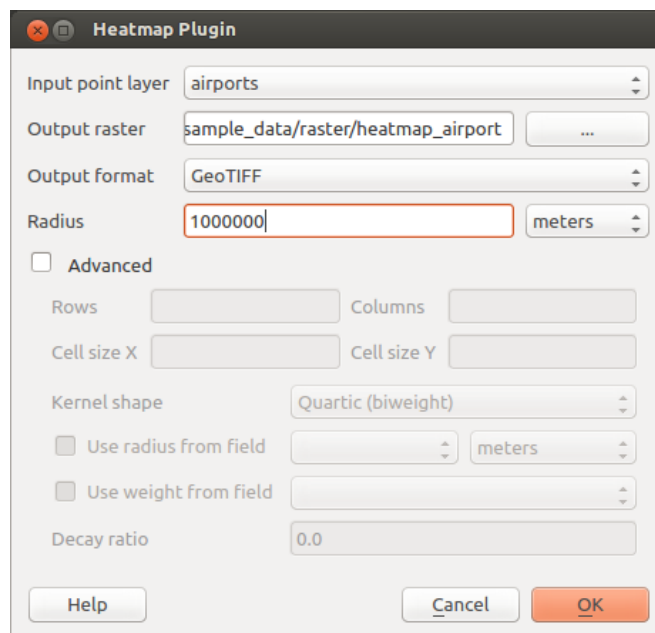 Heatmap Plugin
Input point layer airports
Output raster sample_data/raster/heatmap_airport ...
Output format GeoTIFF
Radius 1000000 meters
Advanced
Rows Columns
Cell size X Cell size Y
Kernel shape Quartic (biweight)
Use radius from field meters
Use weight from field
Decay ratio 0.0
Help Cancel OK